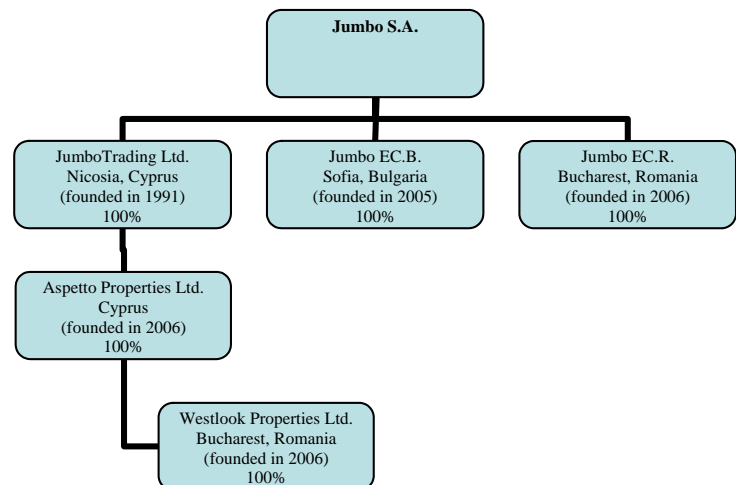 Jumbo S.A.
JumboTrading Ltd.
Nicosia, Cyprus
(founded in 1991)
100%
Jumbo EC.B.
Sofia, Bulgaria
(founded in 2005)
100%
Jumbo EC.R.
Bucharest, Romania
(founded in 2006)
100%
Aspetto Properties Ltd.
Cyprus
(founded in 2006)
100%
Westlook Properties Ltd.
Bucharest, Romania
(founded in 2006)
100%